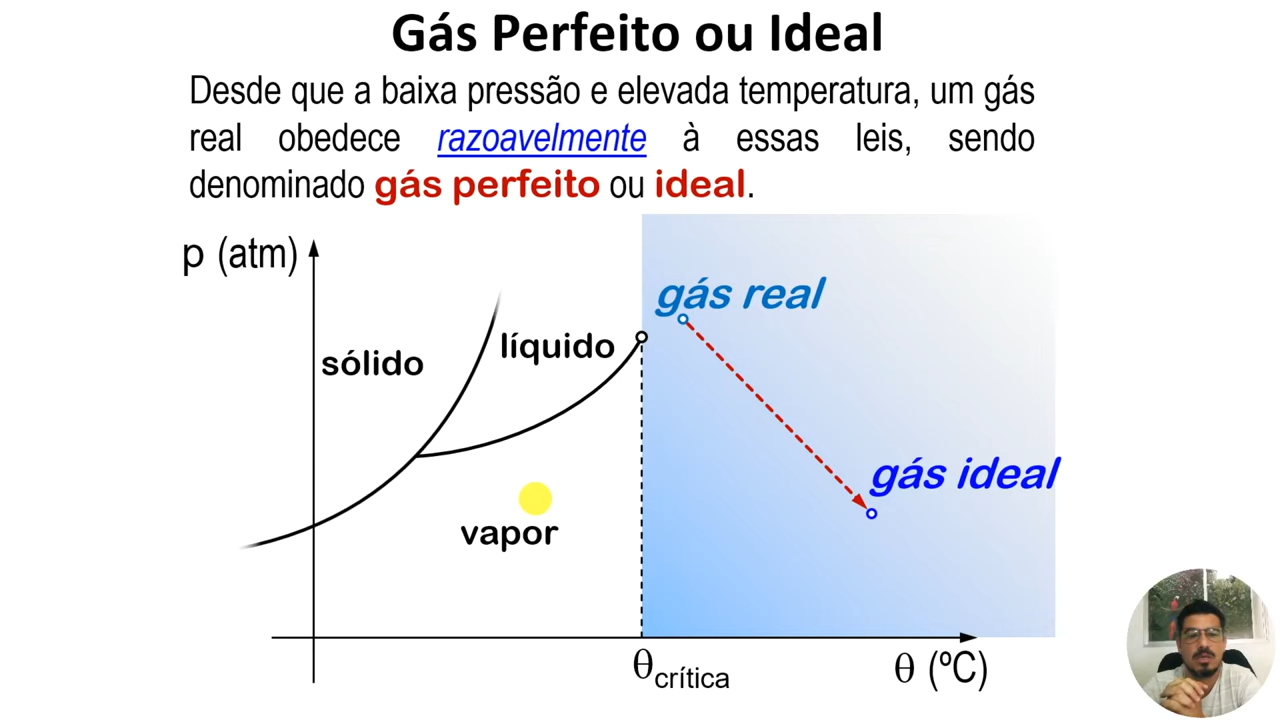 Gás Perfeito ou Ideal
Desde que a baixa pressão e elevada temperatura, um gás
real obedece razoavelmente à essas leis, sendo
denominado gás perfeito ou ideal.
p (atm)
gás real
líquido
sólido
gás ideal
vapor
θcrítica
θ (ºC)